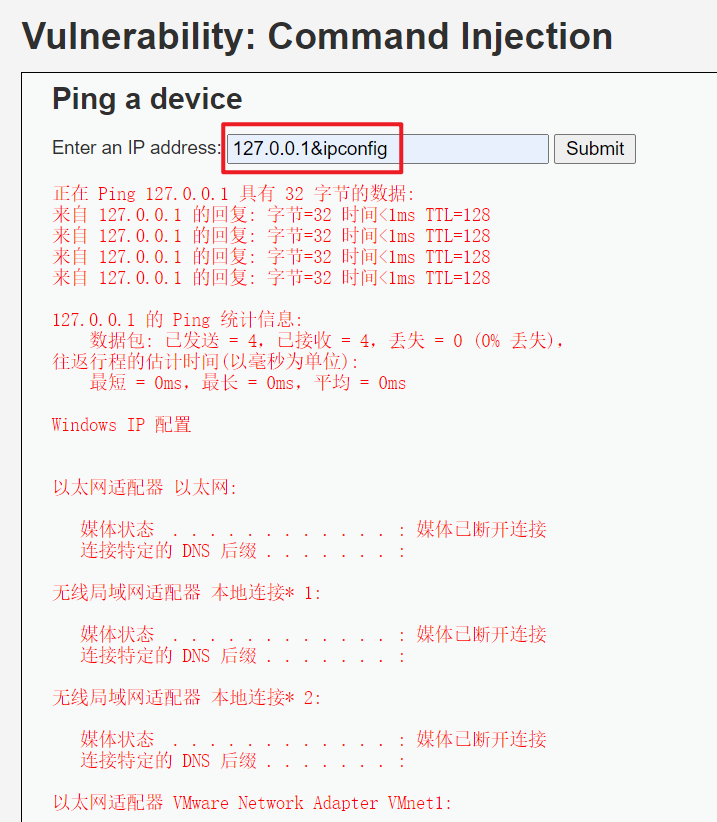 Vulnerability: Command Injection
Ping a device
Enter an IP address: 127.0.0.1&ipconfig Submit
正在 Ping 127.0.0.1 具有 32 字节的数据:
来自 127.0.0.1 的回复: 字节=32 时间<1ms TTL=128
来自 127.0.0.1 的回复: 字节=32 时间<1ms TTL=128
来自 127.0.0.1 的回复: 字节=32 时间<1ms TTL=128
来自 127.0.0.1 的回复: 字节=32 时间<1ms TTL=128
127.0.0.1 的 Ping 统计信息:
数据包: 已发送 = 4, 已接收 = 4, 丢失 = 0 (0% 丢失),
往返行程的估计时间(以毫秒为单位):
最短 = 0ms, 最长 = 0ms, 平均 = 0ms
Windows IP 配置
以太网适配器 以太网:
媒体状态 . . . . . . . . . . . . : 媒体已断开连接
连接特定的 DNS 后缀 . . . . . . . :
无线局域网适配器 本地连接* 1:
媒体状态 . . . . . . . . . . . . : 媒体已断开连接
连接特定的 DNS 后缀 . . . . . . . :
无线局域网适配器 本地连接* 2:
媒体状态 . . . . . . . . . . . . : 媒体已断开连接
连接特定的 DNS 后缀 . . . . . . . :
以太网适配器 VMware Network Adapter VMnet1: